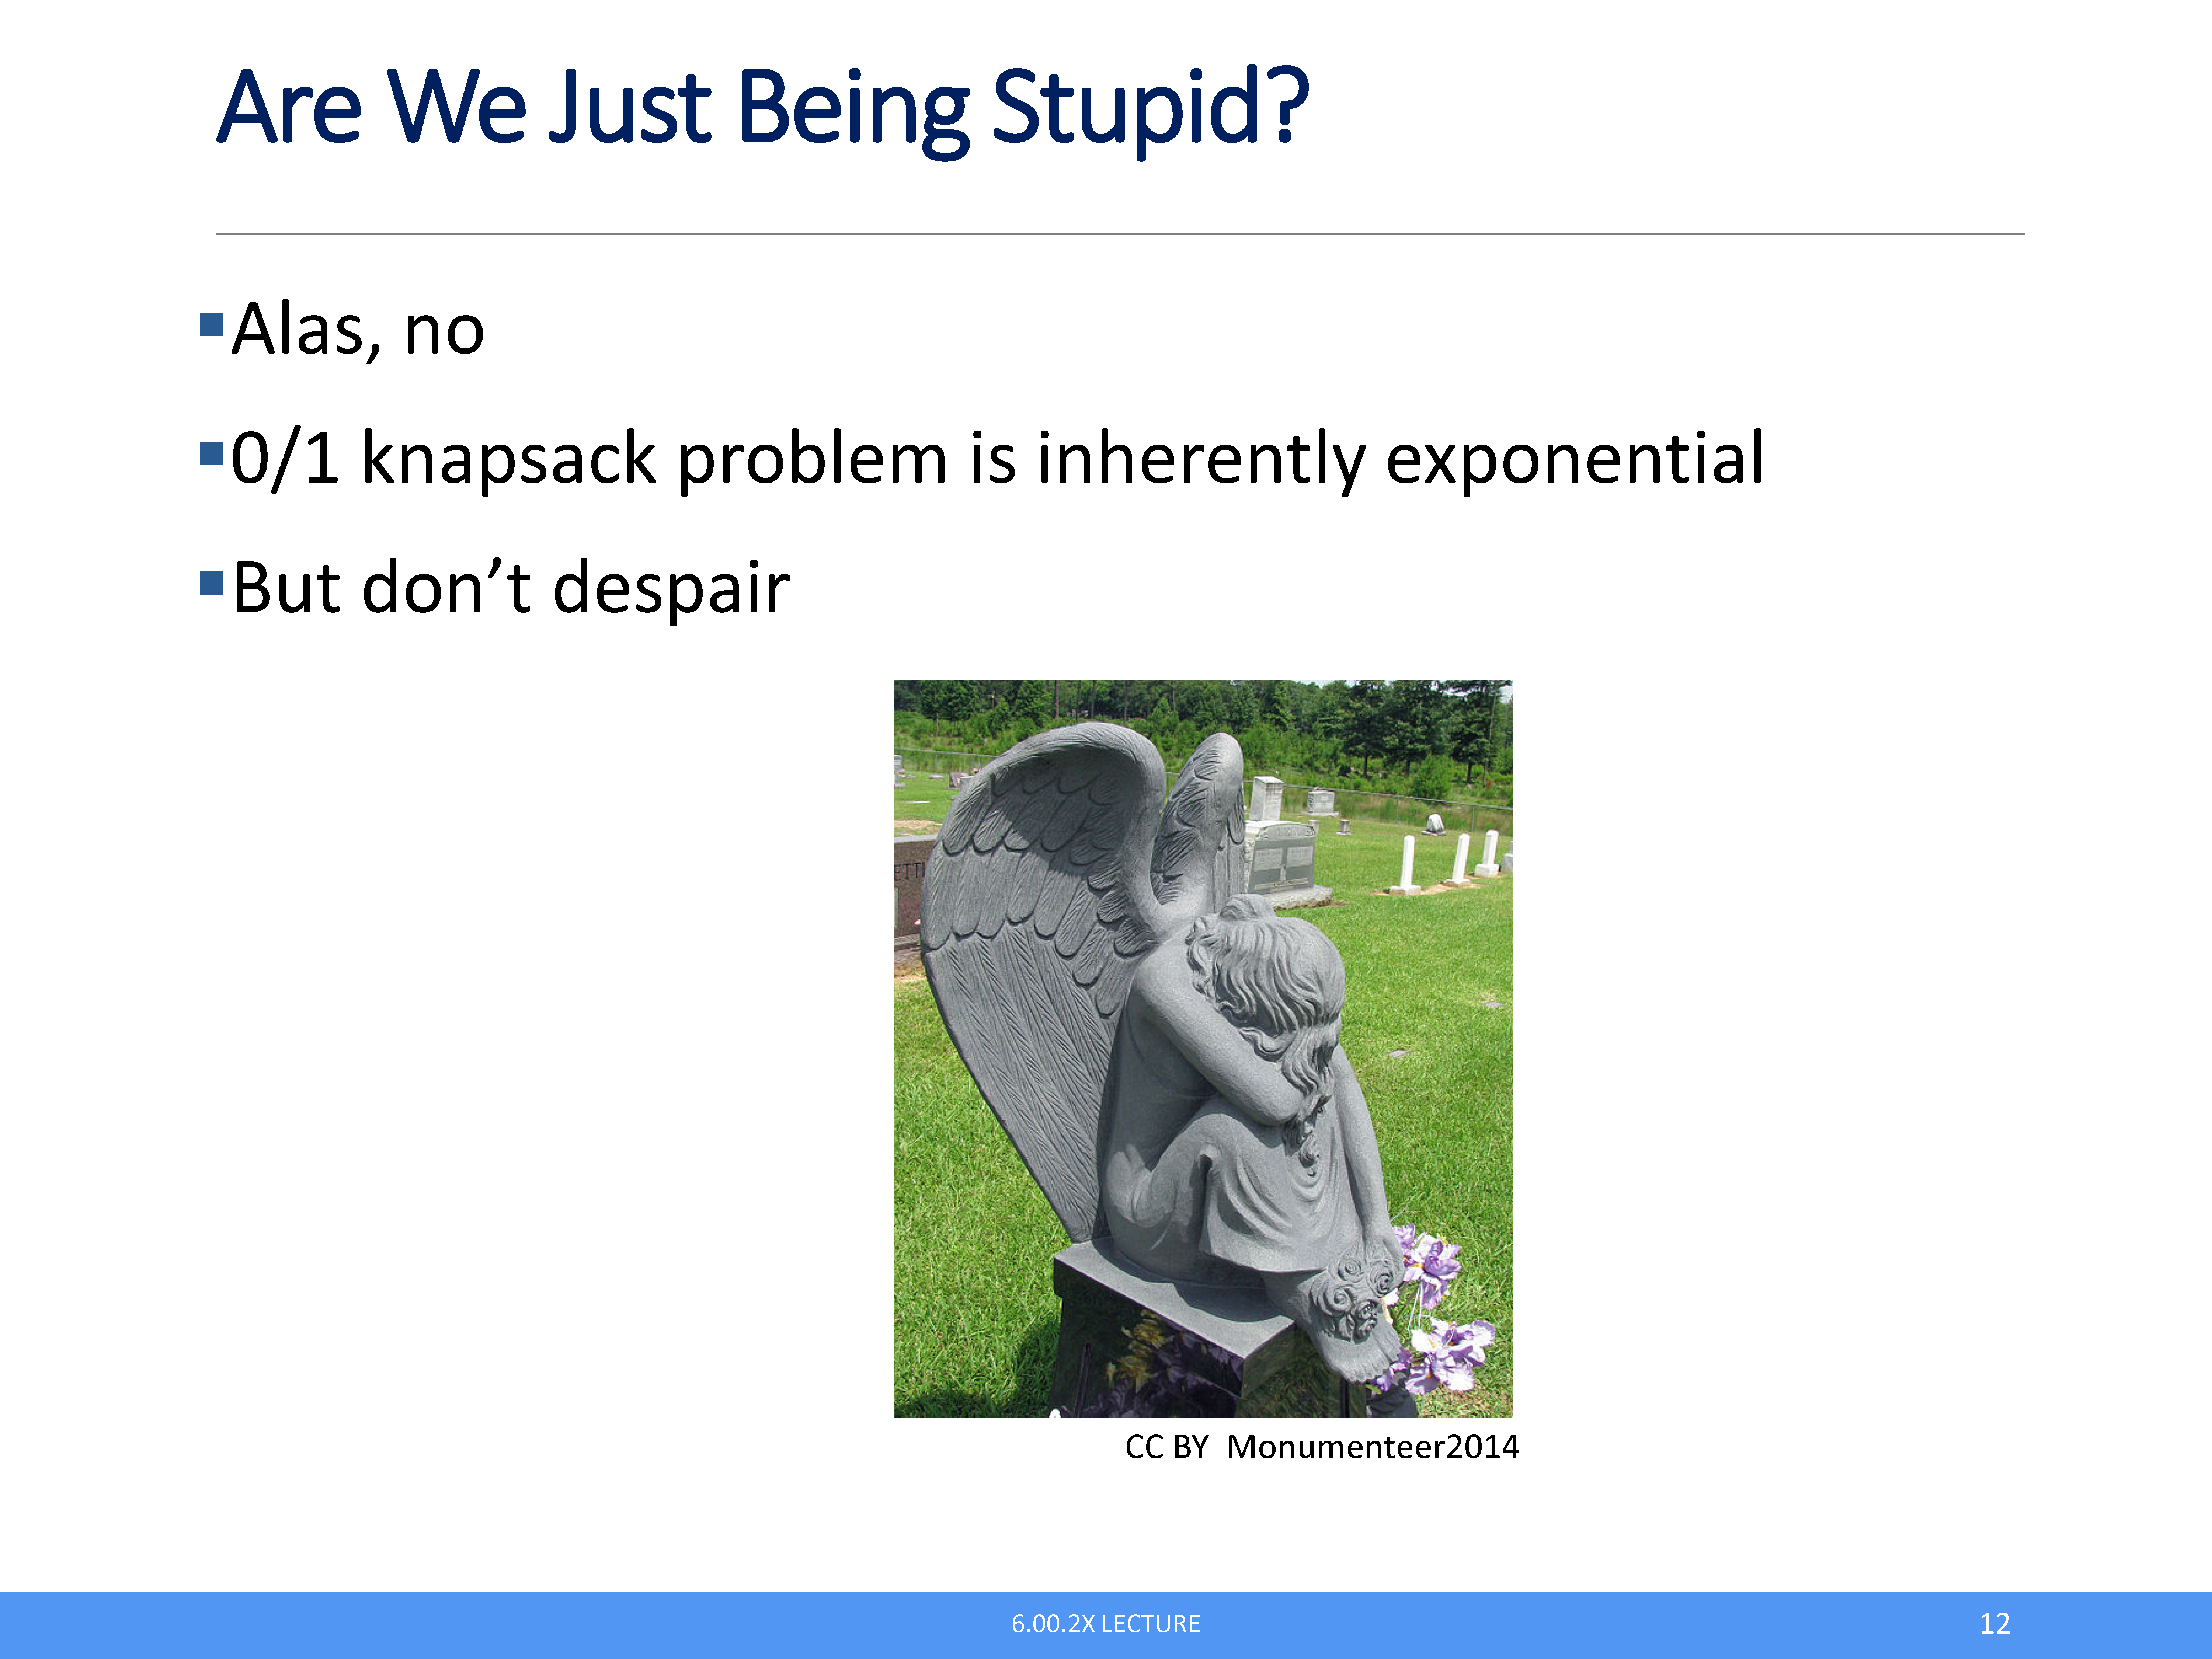 Are We Just Being Stupid?
▪Alas, no
▪0/1 knapsack problem is inherently exponential
▪But don’t despair
CC BY Monumenteer2014
6.00.2X LECTURE
12